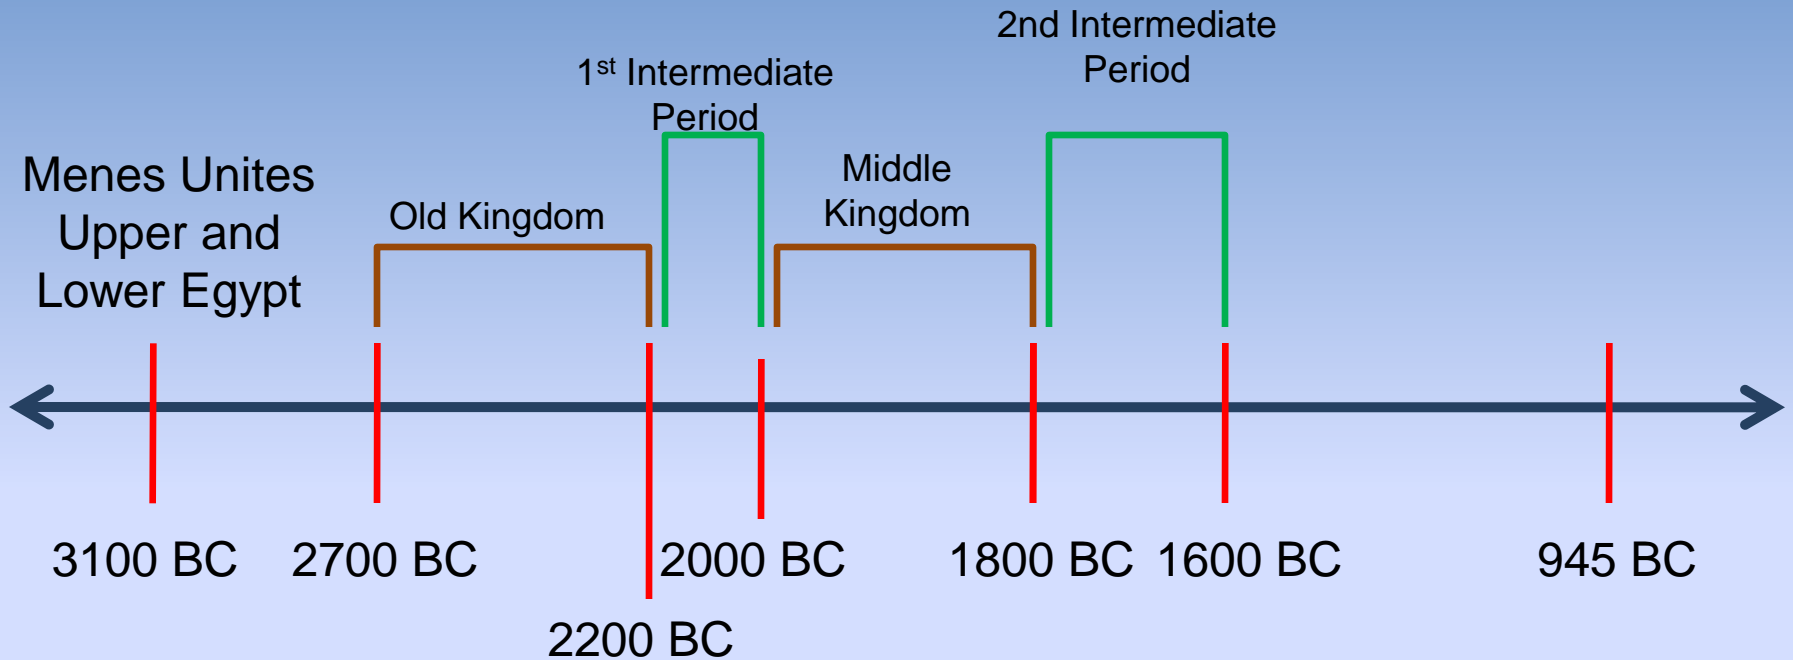 2nd Intermediate
Period
1st Intermediate
Period
Menes Unites
Upper and
Lower Egypt
Old Kingdom
Middle
Kingdom
3100 BC
2700 BC
2200 BC
2000 BC
1800 BC
1600 BC
945 BC